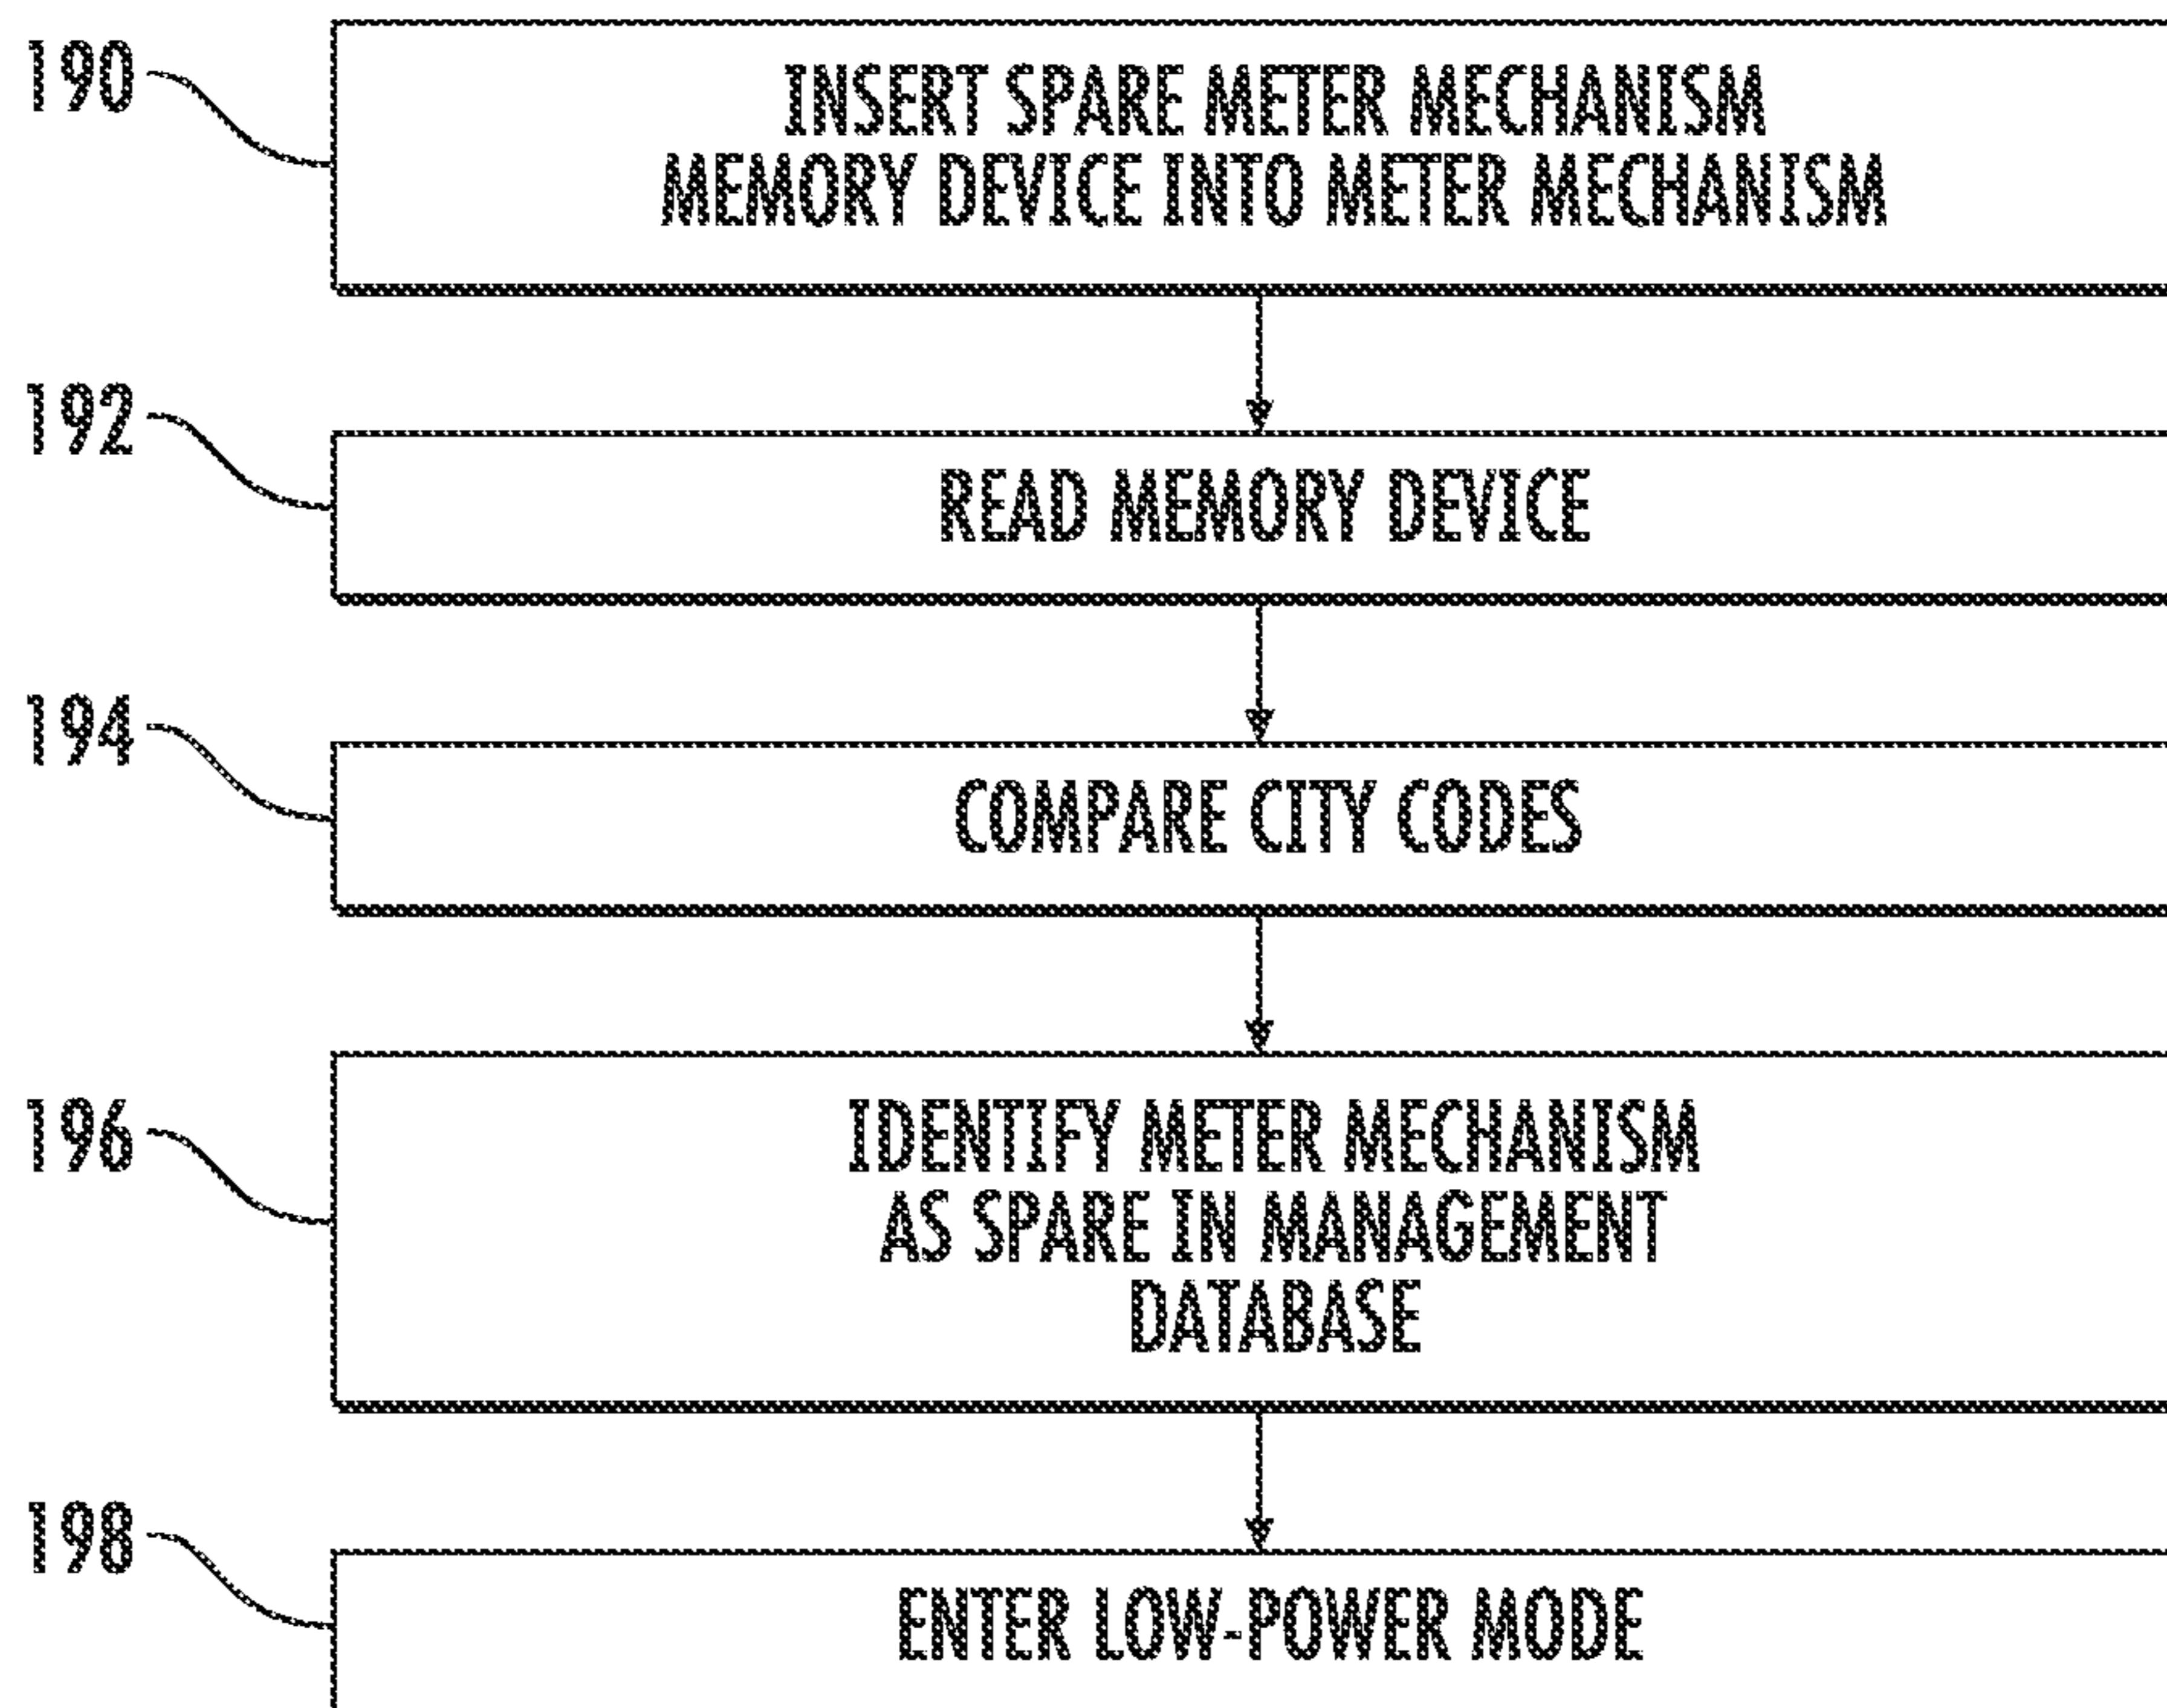 190
INSERT SPARE METER MECHANISM
MEMORY DEVICE INTO METER MECHANISM
192
READ MEMORY DEVICE
194
COMPARE CITY CODES
196
IDENTIFY METER MECHANISM
AS SPARE IN MANAGEMENT
DATABASE
198
ENTER LOW-POWER MODE